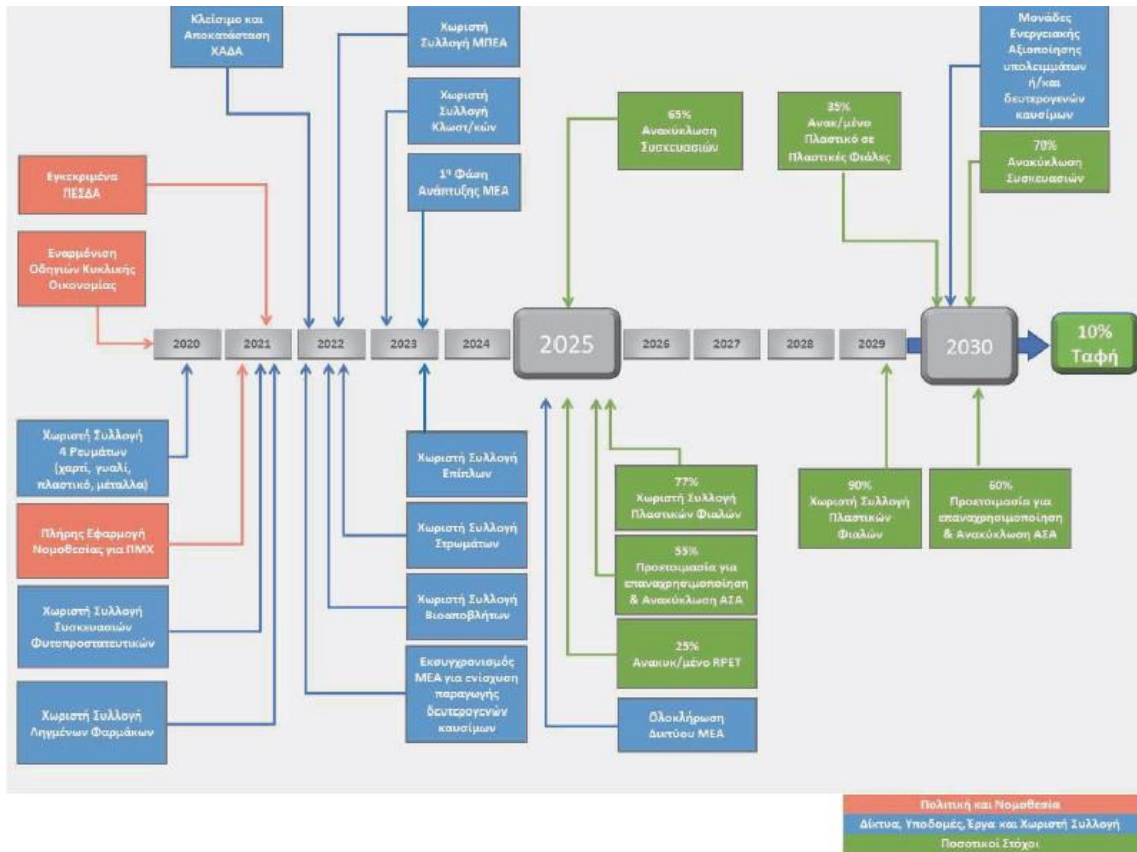 Κλείσιμο και
Αποκατάσταση
ΧΑΔΑ
Χωριστή
Συλλογή ΜΠΕΑ
Μονάδες
Ενεργειακής
Αξιοποίησης
υπολειμμάτων
ή/και
δευτερογενών
καυσίμων
Χωριστή
Συλλογή
Κλωστ/κών
65%
Ανακύκλωση
Συσκευασιών
35%
Ανακ/μένο
Πλαστικό σε
Πλαστικές Φιάλες
70%
Ανακύκλωση
Συσκευασιών
Εγκεκριμένα
ΠΕΣΔΑ
1η Φάση
Ανάπτυξης ΜΕΑ
Εναρμόνιση
Οδηγιών Κυκλικής
Οικονομίας
2020
2021
2022
2023
2024
2025
2026
2027
2028
2029
2030
10%
Ταφή
Χωριστή Συλλογή
4 Ρευμάτων
(χαρτί, γυαλί,
πλαστικό, μέταλλα)
Πλήρης Εφαρμογή
Νομοθεσίας για ΠΜΧ
Χωριστή Συλλογή
Συσκευασιών
Φυτοπροστατευτικών
Χωριστή Συλλογή
Ληγμένων Φαρμάκων
Χωριστή Συλλογή
Επίπλων
Χωριστή Συλλογή
Στρωμάτων
Χωριστή Συλλογή
Βιοαποβλήτων
Εκσυγχρονισμός
ΜΕΑ για ενίσχυση
παραγωγής
δευτερογενών
καυσίμων
77%
Χωριστή Συλλογή
Πλαστικών Φιαλών
55%
Προετοιμασία για
επαναχρησιμοποίηση
& Ανακύκλωση ΑΣΑ
25%
Ανακυκ/μένο RPET
Ολοκλήρωση
Δικτύου ΜΕΑ
90%
Χωριστή Συλλογή
Πλαστικών
Φιαλών
60%
Προετοιμασία για
επαναχρησιμοποίηση
& Ανακύκλωση ΑΣΑ
Πολιτική και Νομοθεσία
Δίκτυα, Υποδομές, Έργα και Χωριστή Συλλογή
Ποσοτικοί Στόχοι